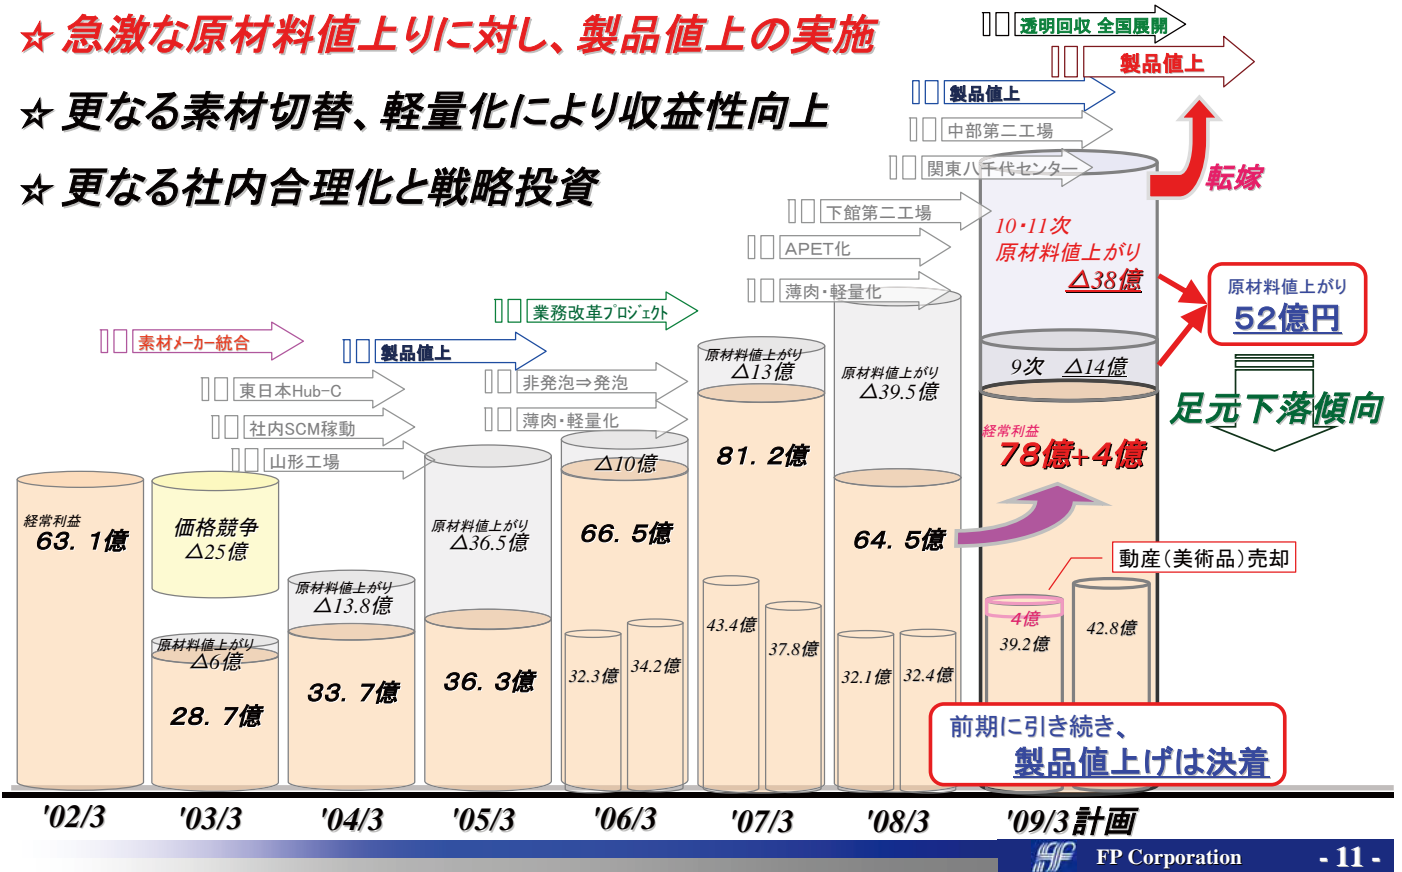 ☆ 急激な原材料値上りに対し、製品値上の実施
☆ 更なる素材切替、軽量化により収益性向上
☆ 更なる社内合理化と戦略投資
透明回収 全国展開
製品値上
製品値上
中部第二工場
関東八千代センター
下館第二工場
APET化
薄肉・軽量化
転嫁
業務改革プロジェクト
素材メーカー統合
製品値上
東日本Hub-C
社内SCM稼動
山形工場
非発泡⇒発泡
薄肉・軽量化
10・11次
原材料値上がり
△38億
原材料値上がり
52億円
9次 △14億
足元下落傾向
経常利益
63. 1億
価格競争
△25億
原材料値上がり
△6億
28. 7億
原材料値上がり
△13.8億
33. 7億
原材料値上がり
△36.5億
36. 3億
△10億
66. 5億
32.3億
34.2億
原材料値上がり
△13億
81. 2億
43.4億
37.8億
原材料値上がり
△39.5億
64. 5億
32.1億
32.4億
経常利益
78億+4億
動産(美術品)売却
4億
39.2億
42.8億
前期に引き続き、
製品値上げは決着
'02/3
'03/3
'04/3
'05/3
'06/3
'07/3
'08/3
'09/3計画
FP Corporation
- 11 -